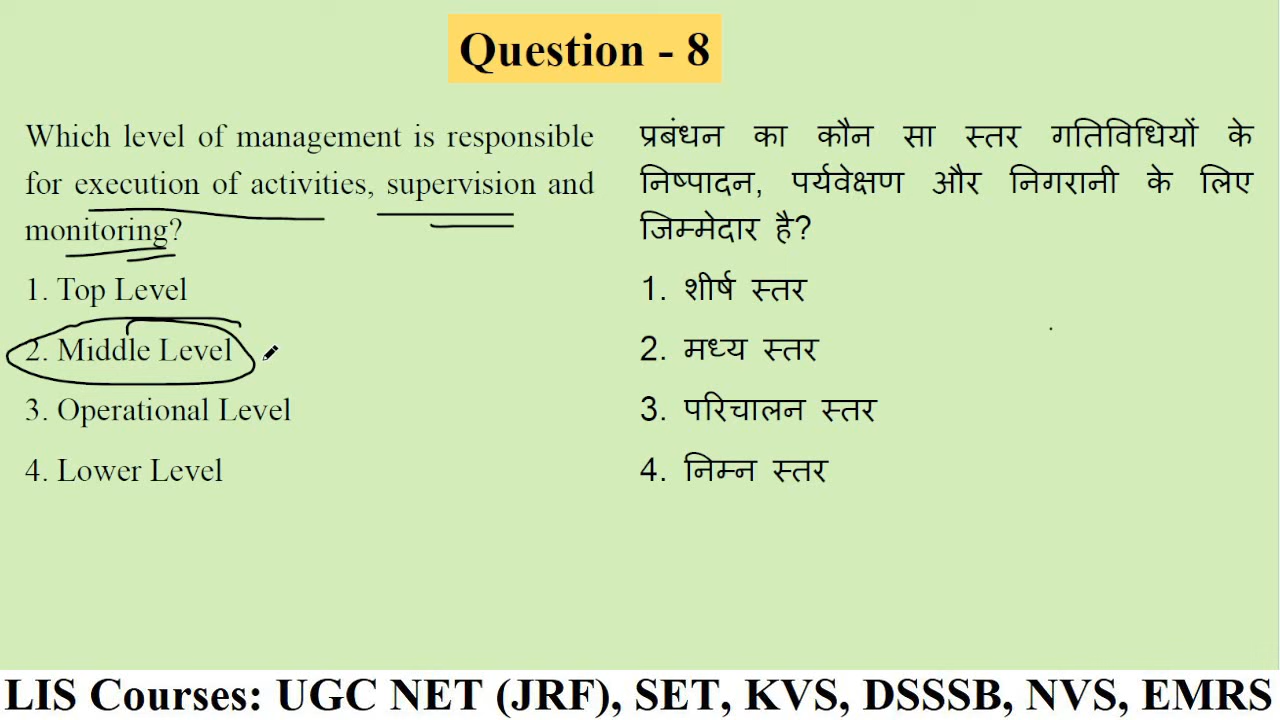 Question - 8
Which level of management is responsible
for execution of activities, supervision and
monitoring?
1. Top Level
2. Middle Level
3. Operational Level
4. Lower Level
प्रबंधन का कौन सा स्तर गतिविधियों के
निष्पादन, पर्यवेक्षण और निगरानी के लिए
जिम्मेदार है?
1. शीर्ष स्तर
2. मध्य स्तर
3. परिचालन स्तर
4. निम्न स्तर
LIS Courses: UGC NET (JRF), SET, KVS, DSSSB, NVS, EMRS